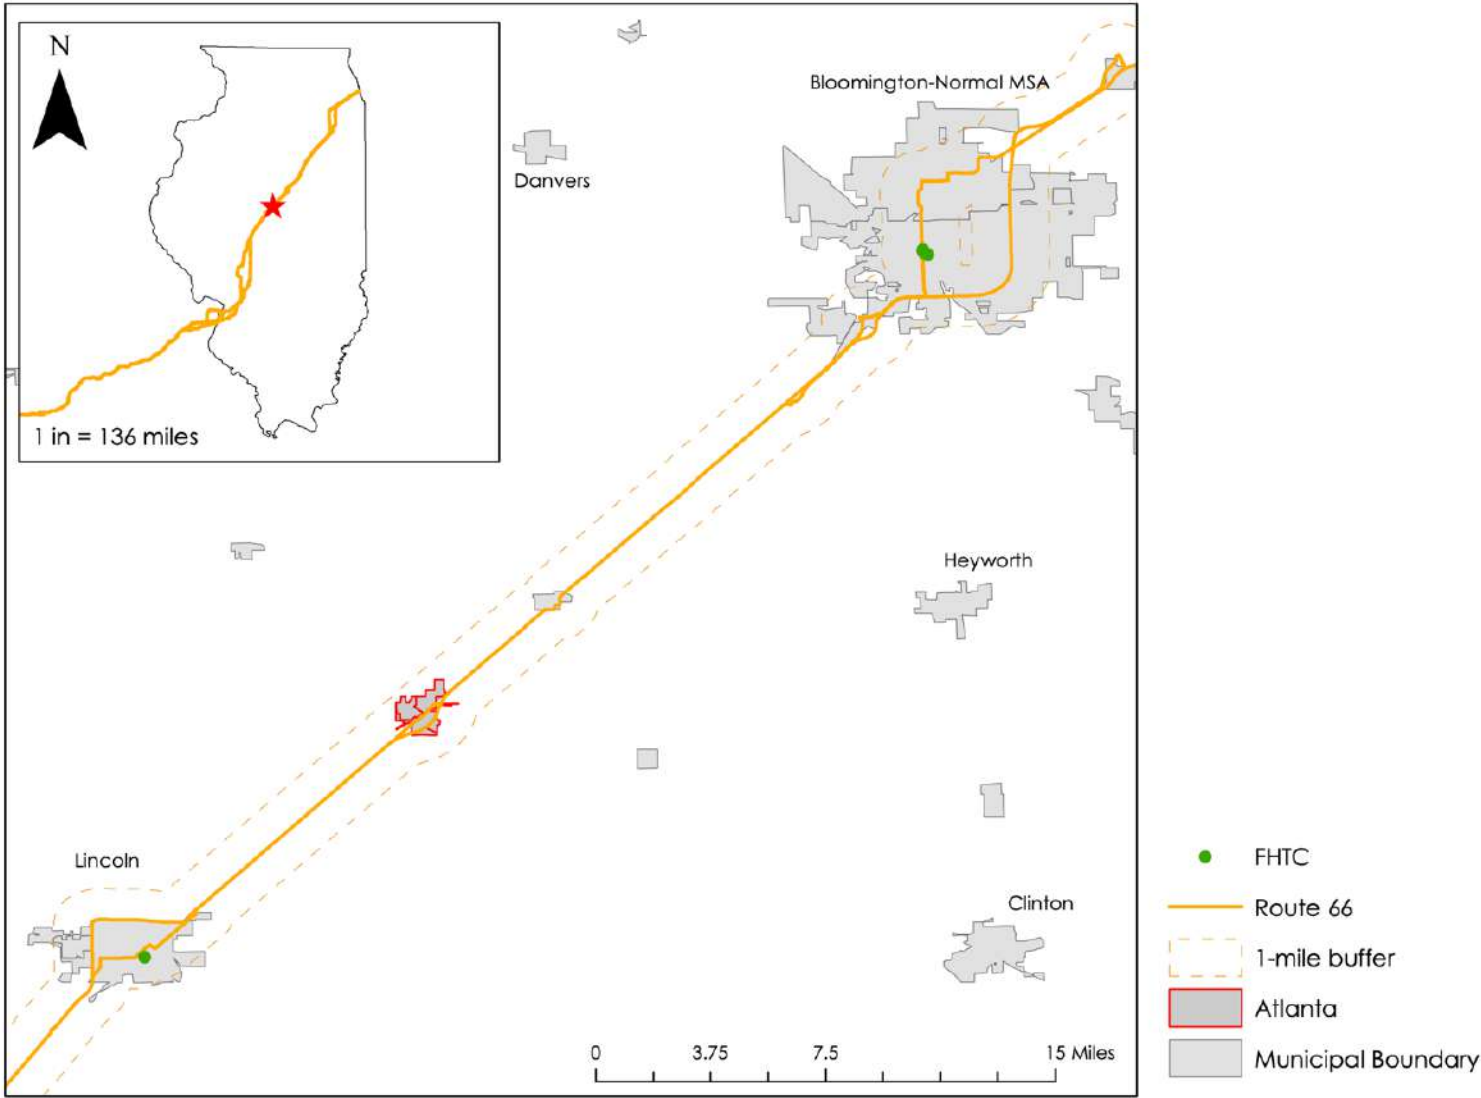 N
1 in = 136 miles
Bloomington-Normal MSA
Danvers
Heyworth
Lincoln
Clinton
0 3.75 7.5 15 Miles
FHTC
Route 66
1-mile buffer
Atlanta
Municipal Boundary